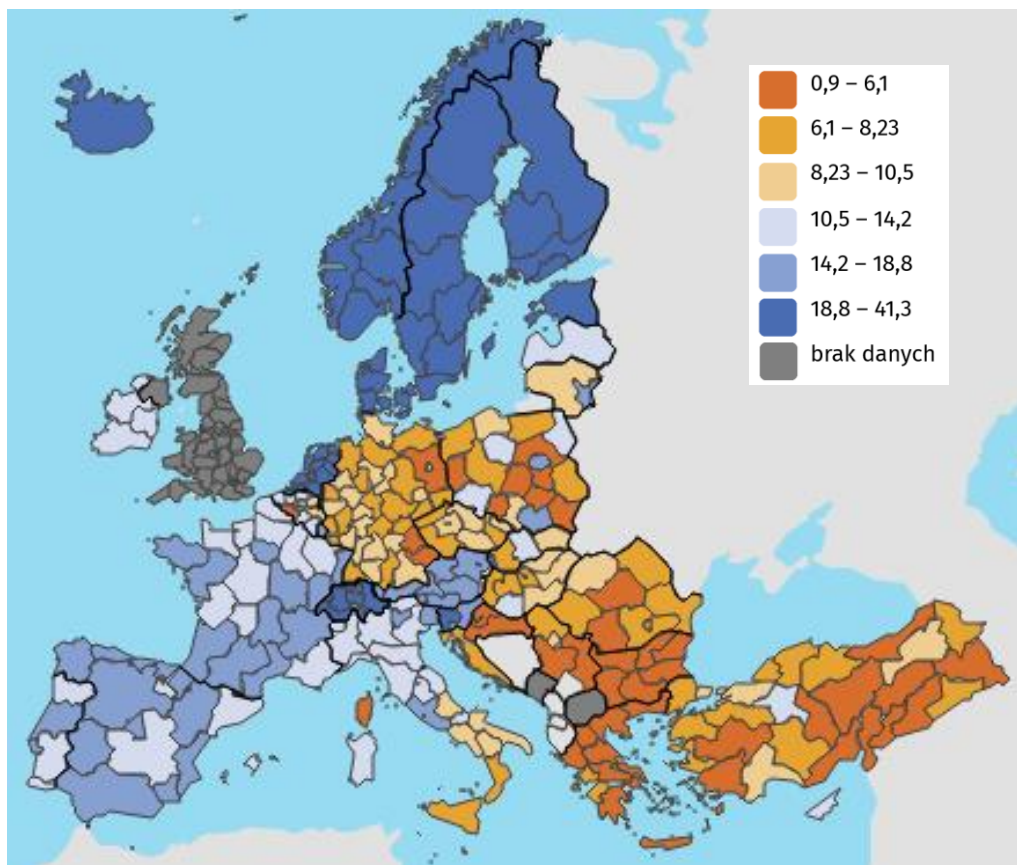 0,9 – 6,1
6,1 – 8,23
8,23 – 10,5
10,5 – 14,2
14,2 – 18,8
18,8 – 41,3
brak danych